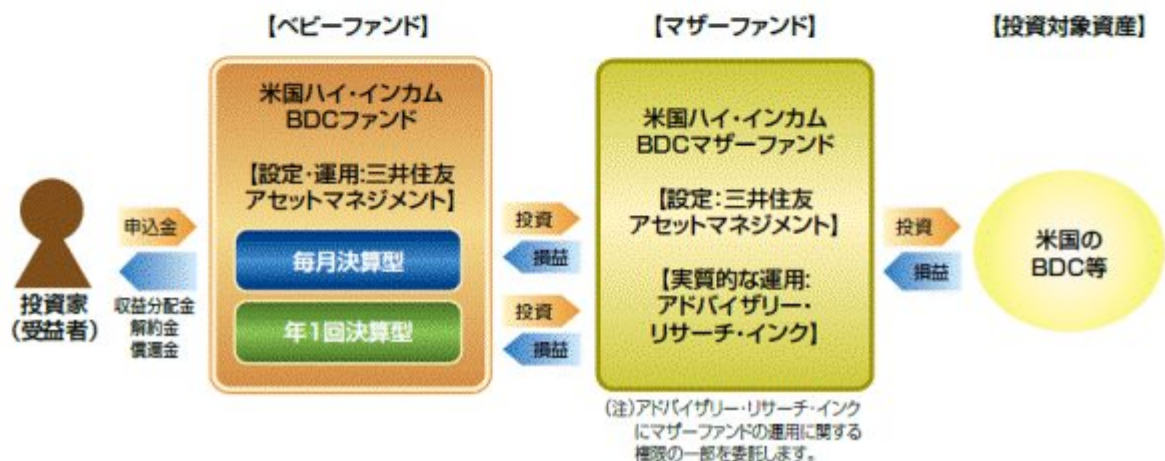 【ベビーファンド】
【マザーファンド】
【投資対象資産】
米国ハイ・インカム
BDCファンド
【設定・運用:三井住友
アセットマネジメント】
毎月決算型
年1回決算型
米国ハイ・インカム
BDCマザーファンド
【設定:三井住友
アセットマネジメント】
【実質的な運用:
アドバイザリー・
リサーチ・インク】
米国の
BDC等
申込金
収益分配金
解約金
償還金
投資家
(受益者)
投資
損益
投資
損益
投資
損益
(注)アドバイザリー・リサーチ・インク
にマザーファンドの運用に関する
権限の一部を委託します。